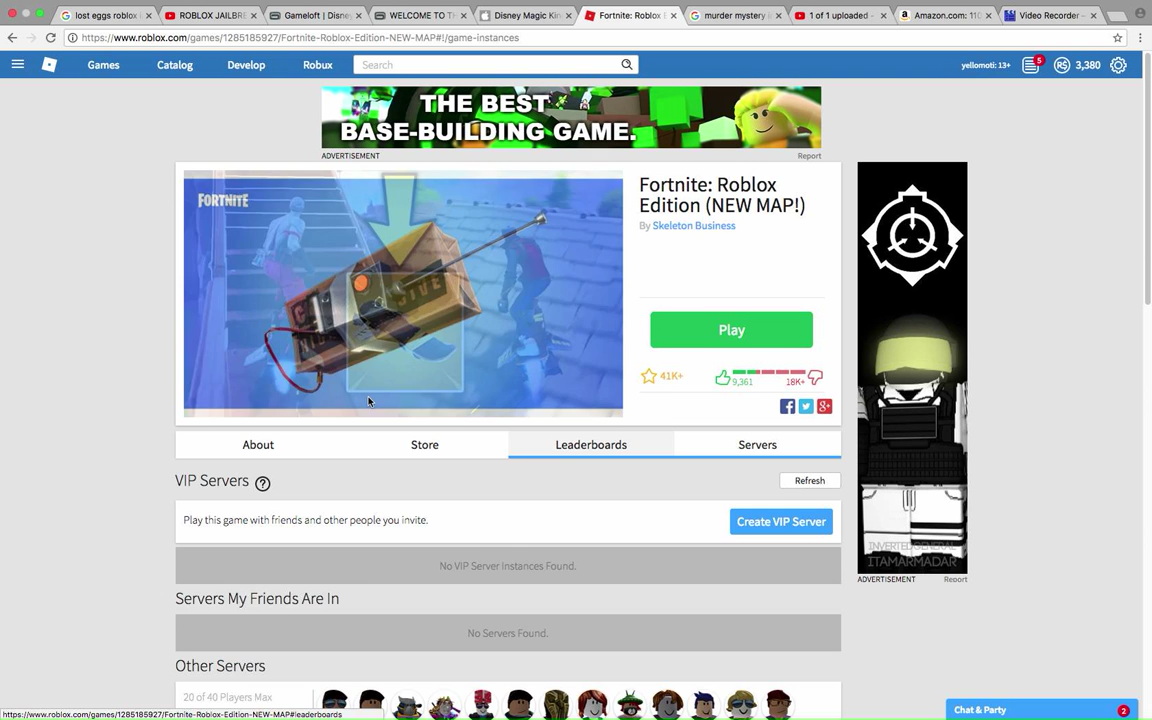 lost eggs roblox
ROBLOX JAILBRE
Gameloft | Disne
WELCOME TO TH
Disney Magic Kin
Fortnite: Roblox E
murder mystery
1 of 1 uploaded -
Amazon.com: 110
Video Recorder -
https://www.roblox.com/games/1285185927/Fortnite-Roblox-Edition-NEW-MAP#!/game-instances
Games
Catalog
Develop
Robux
Search
yellomoti: 13+
5
R$
3,380
THE BEST
BASE-BUILDING GAME.
ADVERTISEMENT
Report
FORTNITE
Fortnite: Roblox
Edition (NEW MAP!)
By Skeleton Business
Play
41K+
9,361
18K+
About
Store
Leaderboards
Servers
VIP Servers ?
Refresh
Play this game with friends and other people you invite.
Create VIP Server
No VIP Server Instances Found.
Servers My Friends Are In
No Servers Found.
Other Servers
20 of 40 Players Max
INVERTEDGENERAL
ITAMARMADAR
ADVERTISEMENT
Report
https://www.roblox.com/games/1285185927/Fortnite-Roblox-Edition-NEW-MAP#leaderboards
Chat & Party
2